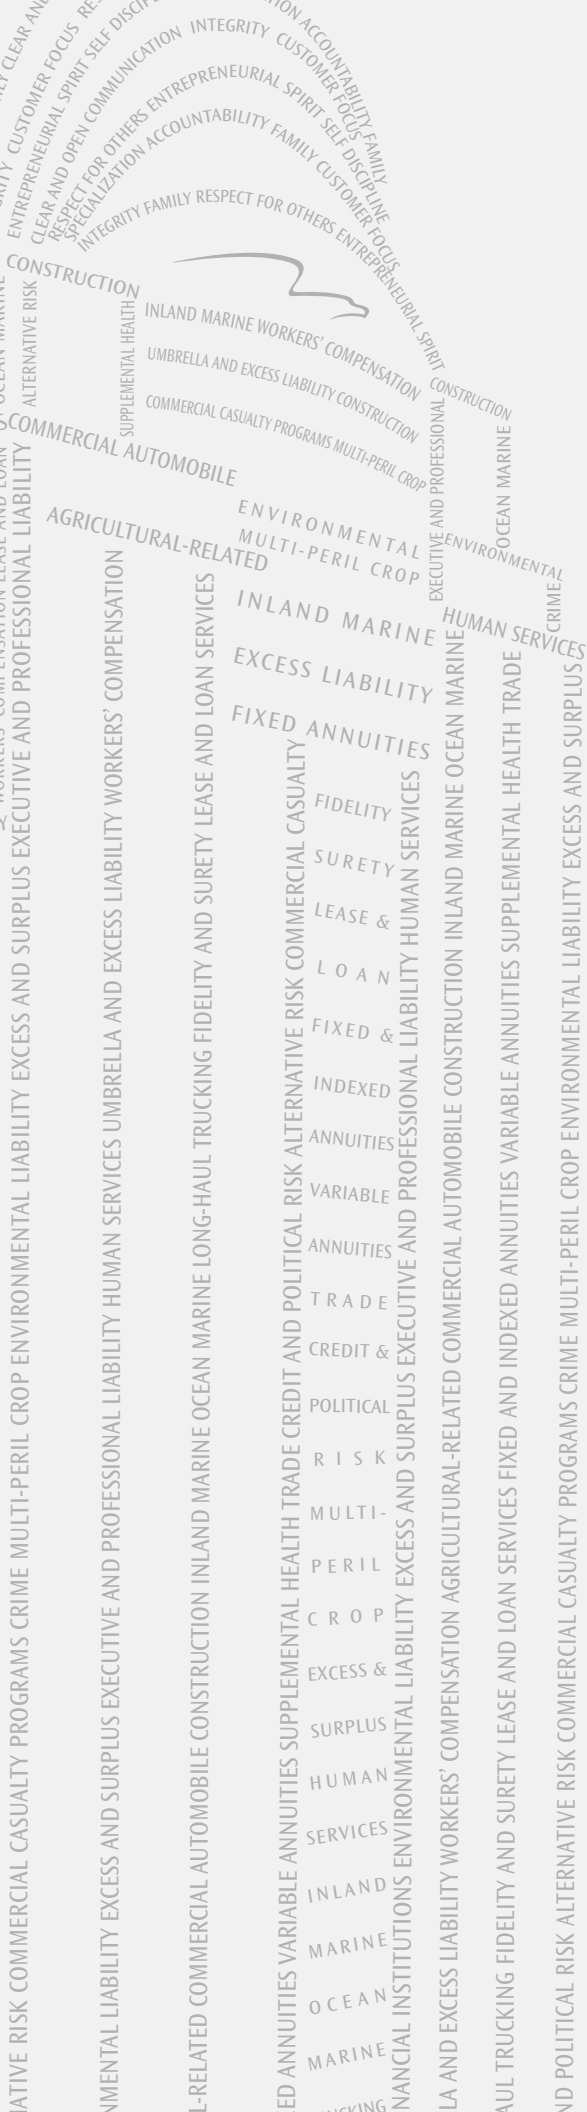 INTEGRITY CUSTOMER FOCUS
ENTREPRENEURIAL SPIRIT SELF
CLEAR AND OPEN COMMUNICATION
ACCOUNTABILITY FAMILY
RESPECT FOR OTHERS ENTREPRENEURIAL SPIRIT SELF DISCIPLINE
SPECIALIZATION ACCOUNTABILITY FAMILY CUSTOMER FOCUS
INTEGRITY FAMILY RESPECT FOR OTHERS ENTREPRENEURIAL SPIRIT
CONSTRUCTION
ALTERNATIVE RISK
SUPPLEMENTAL HEALTH
INLAND MARINE WORKERS' COMPENSATION
UMBRELLA AND EXCESS LIABILITY CONSTRUCTION
COMMERCIAL CASUALTY PROGRAMS MULTI-PERIL CROP
EXECUTIVE AND PROFESSIONAL
CONSTRUCTION
OCEAN MARINE
COMMERCIAL AUTOMOBILE
AGRICULTURAL-RELATED
ENVIRONMENTAL
MULTI-PERIL CROP
ENVIRONMENTAL
CRIME
HUMAN SERVICES
INLAND MARINE
EXCESS LIABILITY
FIXED ANNUITIES
RISK COMMERCIAL CASUALTY PROGRAMS CRIME MULTI-PERIL CROP ENVIRONMENTAL LIABILITY EXCESS AND SURPLUS EXECUTIVE AND PROFESSIONAL LIABILITY
LIABILITY EXCESS AND SURPLUS EXECUTIVE AND PROFESSIONAL LIABILITY HUMAN SERVICES UMBRELLA AND EXCESS LIABILITY WORKERS' COMPENSATION
L-RELATED COMMERCIAL AUTOMOBILE CONSTRUCTION INLAND MARINE OCEAN MARINE LONG-HAUL TRUCKING FIDELITY AND SURETY LEASE AND LOAN SERVICES
ED ANNUITIES VARIABLE ANNUITIES SUPPLEMENTAL HEALTH TRADE CREDIT AND POLITICAL RISK ALTERNATIVE RISK COMMERCIAL CASUALTY
FIDELITY
SURETY
LEASE &
LOAN
FIXED &
INDEXED
ANNUITIES
VARIABLE
ANNUITIES
TRADE
CREDIT &
POLITICAL
RISK
MULTI-
PERIL
CROP
EXCESS &
SURPLUS
HUMAN
SERVICES
INLAND
MARINE
OCEAN
MARINE
NANCIAL INSTITUTIONS ENVIRONMENTAL LIABILITY EXCESS AND SURPLUS EXECUTIVE AND PROFESSIONAL LIABILITY HUMAN SERVICES
LA AND EXCESS LIABILITY WORKERS' COMPENSATION AGRICULTURAL-RELATED COMMERCIAL AUTOMOBILE CONSTRUCTION INLAND MARINE OCEAN MARINE
AUL TRUCKING FIDELITY AND SURETY LEASE AND LOAN SERVICES FIXED AND INDEXED ANNUITIES VARIABLE ANNUITIES SUPPLEMENTAL HEALTH TRADE
ND POLITICAL RISK ALTERNATIVE RISK COMMERCIAL CASUALTY PROGRAMS CRIME MULTI-PERIL CROP ENVIRONMENTAL LIABILITY EXCESS AND SURPLUS